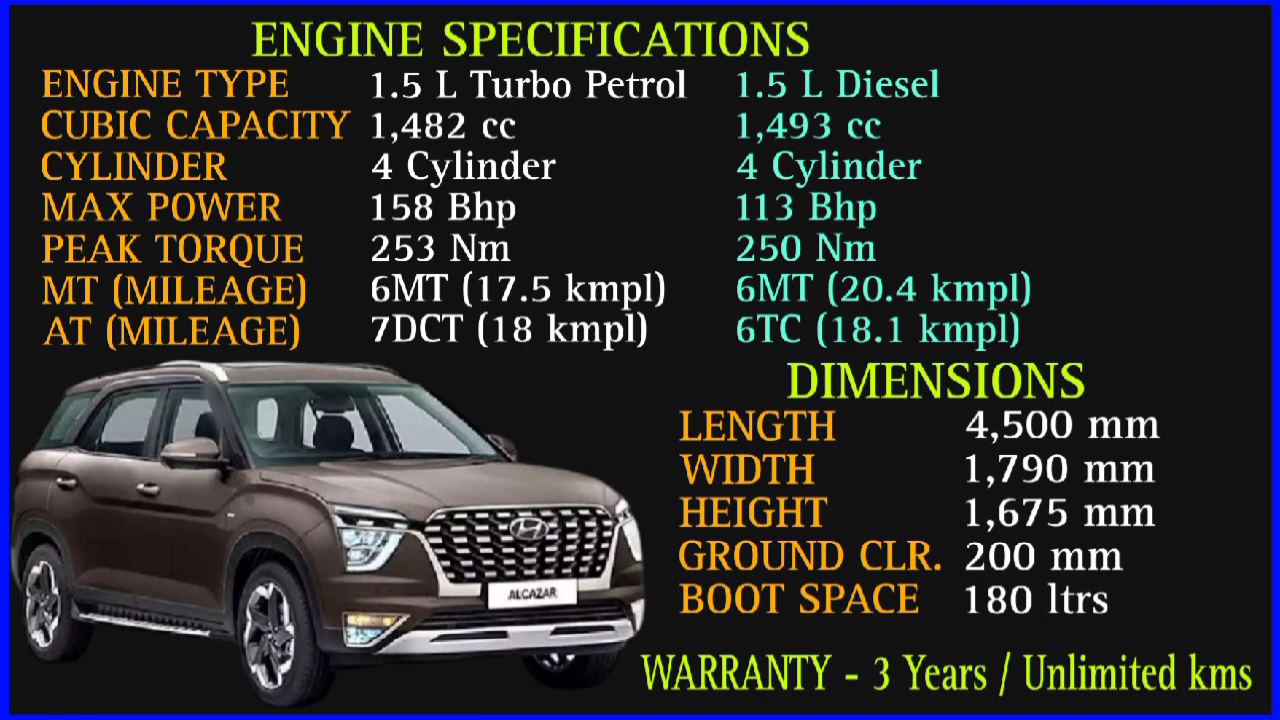 ENGINE SPECIFICATIONS
ENGINE TYPE 1.5 L Turbo Petrol 1.5 L Diesel
CUBIC CAPACITY 1,482 cc 1,493 cc
CYLINDER 4 Cylinder 4 Cylinder
MAX POWER 158 Bhp 113 Bhp
PEAK TORQUE 253 Nm 250 Nm
MT (MILEAGE) 6MT (17.5 kmpl) 6MT (20.4 kmpl)
AT (MILEAGE) 7DCT (18 kmpl) 6TC (18.1 kmpl)
DIMENSIONS
LENGTH 4,500 mm
WIDTH 1,790 mm
HEIGHT 1,675 mm
GROUND CLR. 200 mm
BOOT SPACE 180 ltrs
ALCAZAR
WARRANTY - 3 Years / Unlimited kms